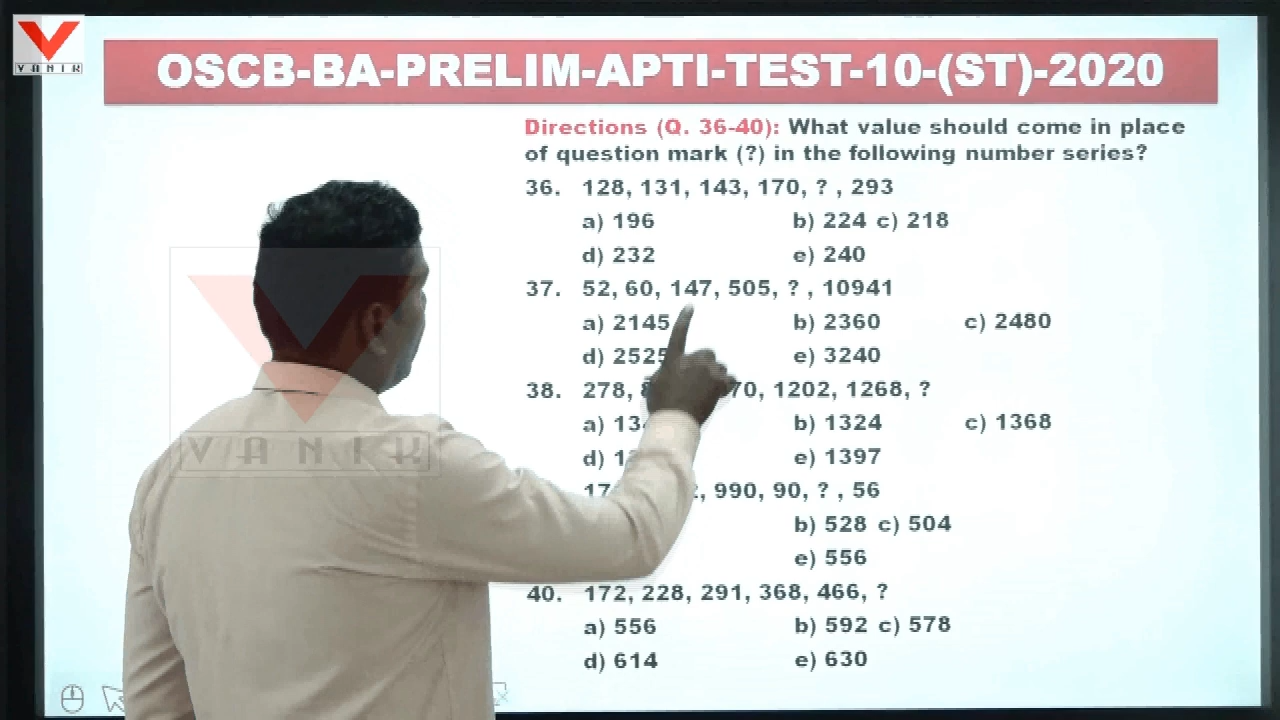 VANIK
OSCB-BA-PRELIM-APTI-TEST-10-(ST)-2020
Directions (Q. 36-40): What value should come in place
of question mark (?) in the following number series?
36. 128, 131, 143, 170, ? , 293
a) 196 b) 224 c) 218
d) 232 e) 240
37. 52, 60, 147, 505, ? , 10941
a) 2145 b) 2360 c) 2480
d) 2525 e) 3240
38. 278, 70, 1202, 1268, ?
a) b) 1324 c) 1368
d) e) 1397
990, 90, ? , 56
b) 528 c) 504
e) 556
40. 172, 228, 291, 368, 466, ?
a) 556 b) 592 c) 578
d) 614 e) 630
VANIK